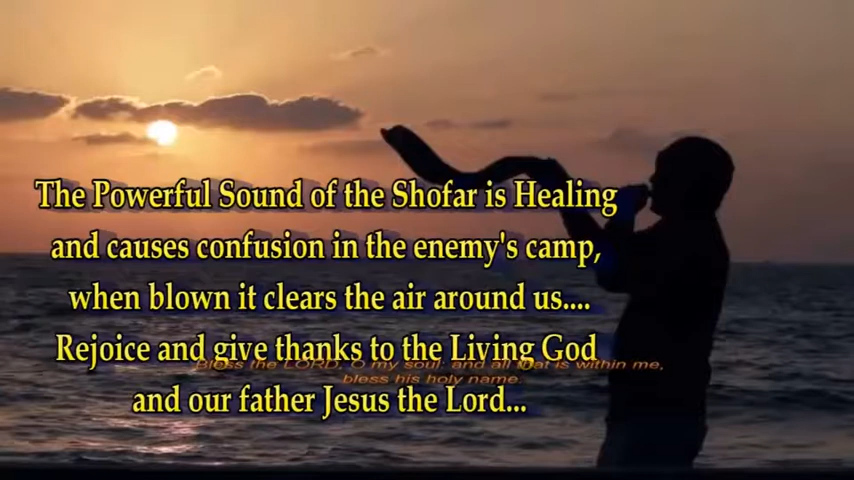 The Powerful Sound of the Shofar is Healing
and causes confusion in the enemy's camp,
when blown it clears the air around us....
Rejoice and give thanks to the Living God
Bless the LORD, O my soul: and all that is within me,
bless his holy name.
and our father Jesus the Lord...